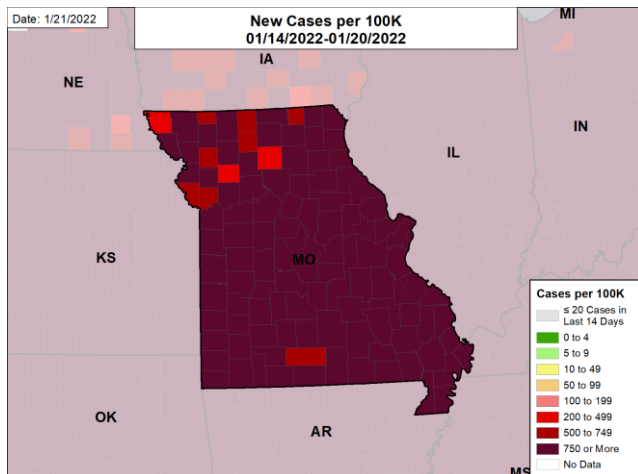 Date: 1/21/2022
New Cases per 100K
01/14/2022-01/20/2022
MI
IA
NE
IL
IN
KS
MO
OK
AR
MS
Cases per 100K
≤ 20 Cases in
Last 14 Days
0 to 4
5 to 9
10 to 49
50 to 99
100 to 199
200 to 499
500 to 749
750 or More
No Data